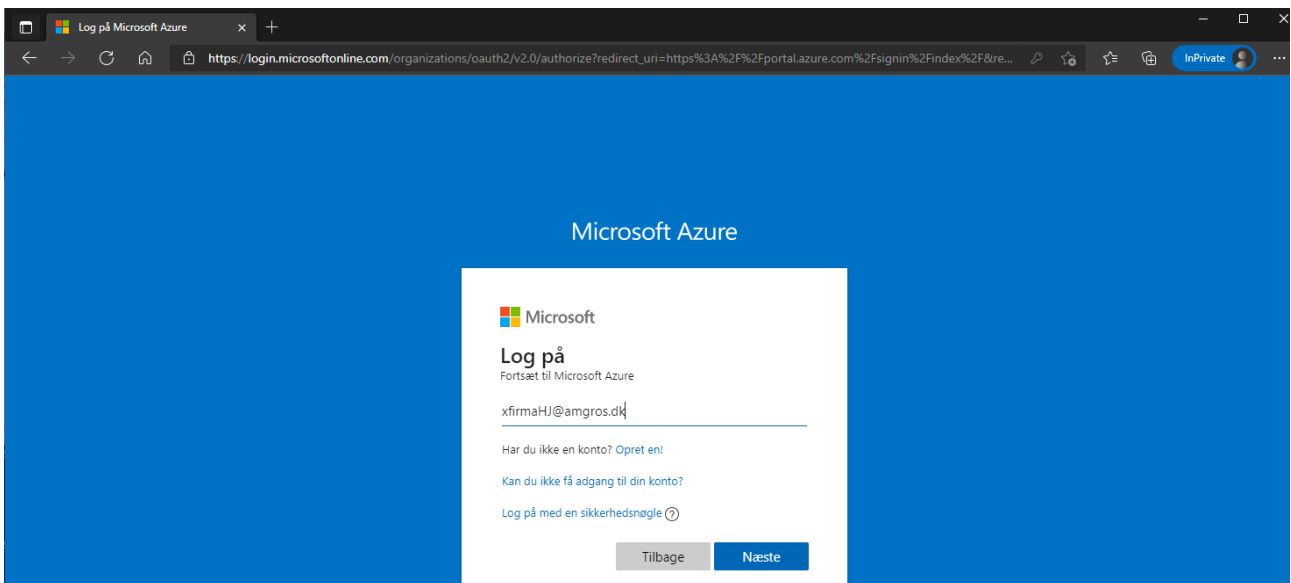 Log på Microsoft Azure
https://login.microsoftonline.com/organizations/oauth2/v2.0/authorize?redirect_uri=https%3A%2F%2Fportal.azure.com%2Fsignin%2Findex%2F&re...
InPrivate
Microsoft Azure
Microsoft
Log på
Fortsæt til Microsoft Azure
xfirmaHJ@amgros.dk
Har du ikke en konto? Opret en!
Kan du ikke få adgang til din konto?
Log på med en sikkerhedsnøgle
Tilbage
Næste